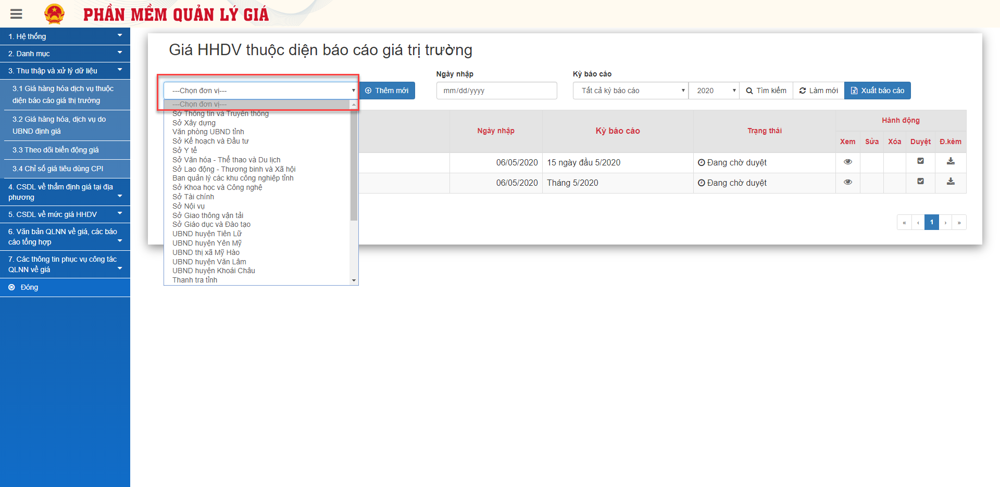 PHẦN MỀM QUẢN LÝ GIÁ
1. Hệ thống
2. Danh mục
3. Thu thập và xử lý dữ liệu
3.1 Giá hàng hóa dịch vụ thuộc
diện báo cáo giá thị trường
3.2 Giá hàng hóa, dịch vụ do
UBND định giá
3.3 Theo dõi biến động giá
3.4 Chỉ số giá tiêu dùng CPI
4. CSDL về thẩm định giá tại địa
phương
5. CSDL về mức giá HHDV
6. Văn bản QLNN về giá, các báo
cáo tổng hợp
7. Các thông tin phục vụ công tác
QLNN về giá
Đóng
Giá HHDV thuộc diện báo cáo giá trị trường
Ngày nhập
Kỳ báo cáo
---Chọn đơn vị---
Thêm mới
mm/dd/yyyy
Tất cả kỳ báo cáo
2020
Tìm kiếm
Làm mới
Xuất báo cáo
---Chọn đơn vị---
Sở Thông tin và Truyền thông
Sở Xây dựng
Văn phòng UBND tỉnh
Sở Kế hoạch và Đầu tư
Sở Y tế
Sở Văn hóa - Thể thao và Du lịch
Sở Lao động - Thương binh và Xã hội
Ban quản lý các khu công nghiệp tỉnh
Sở Khoa học và Công nghệ
Sở Tài chính
Sở Nội vụ
Sở Giao thông vận tải
Sở Giáo dục và Đào tạo
UBND huyện Tiên Lữ
UBND huyện Yên Mỹ
UBND thị xã Mỹ Hào
UBND huyện Văn Lâm
UBND huyện Khoái Châu
Thanh tra tỉnh
Ngày nhập
Kỳ báo cáo
Trạng thái
Hành động
Xem Sửa Xóa Duyệt Đ.kèm
06/05/2020 15 ngày đầu 5/2020 Đang chờ duyệt
06/05/2020 Tháng 5/2020 Đang chờ duyệt
« ‹ 1 › »